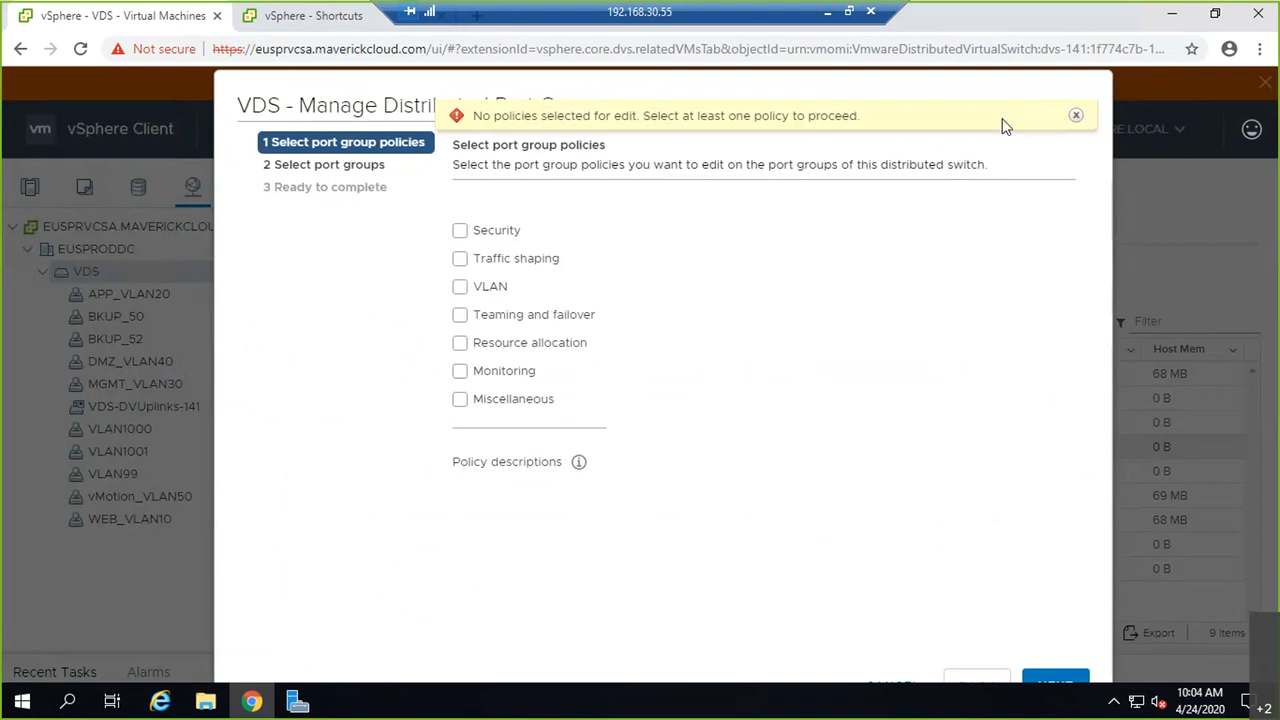 vSphere - VDS - Virtual Machines
vSphere - Shortcuts
192.168.30.55
Not secure
https://eusprvcsa.maverickcloud.com/ui/#?extensionId=vsphere.core.dvs.relatedVMsTab&objectId=urn:vmomi:VmwareDistributedVirtualSwitch:dvs-141:1f774c7b-1...
vm vSphere Client
RE.LOCAL
VDS - Manage Distri
No policies selected for edit. Select at least one policy to proceed.
1 Select port group policies
2 Select port groups
3 Ready to complete
Select port group policies
Select the port group policies you want to edit on the port groups of this distributed switch.
Security
Traffic shaping
VLAN
Teaming and failover
Resource allocation
Monitoring
Miscellaneous
Policy descriptions
EUSPRVCSA.MAVERICKCLOU
EUSPRODDC
VDS
APP_VLAN20
BKUP_50
BKUP_52
DMZ_VLAN40
MGMT_VLAN30
VDS-DVUplinks-141
VLAN1000
VLAN1001
VLAN99
vMotion_VLAN50
WEB_VLAN10
Filter
Host Mem
68 MB
0 B
0 B
0 B
0 B
69 MB
68 MB
0 B
0 B
Export
9 Items
Recent Tasks
Alarms
10:04 AM
4/24/2020
+2